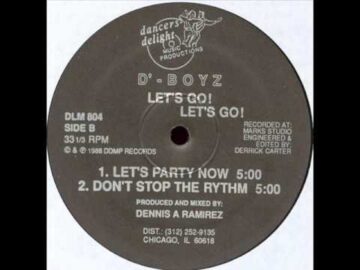 dancers'
delight
MUSIC
PRODUCTIONS
D'-BOYZ
LET'S GO!
LET'S GO!
DLM 804
SIDE B
33 1/3 RPM
© & ℗ 1988 DDMP RECORDS
RECORDED AT:
MARKS STUDIO
ENGINEERED &
EDITED BY:
DERRICK CARTER
1. LET'S PARTY NOW 5:00
2. DON'T STOP THE RYTHM 5:00
PRODUCED AND MIXED BY:
DENNIS A RAMIREZ
DIST.: (312) 252-9135
CHICAGO, IL 60618